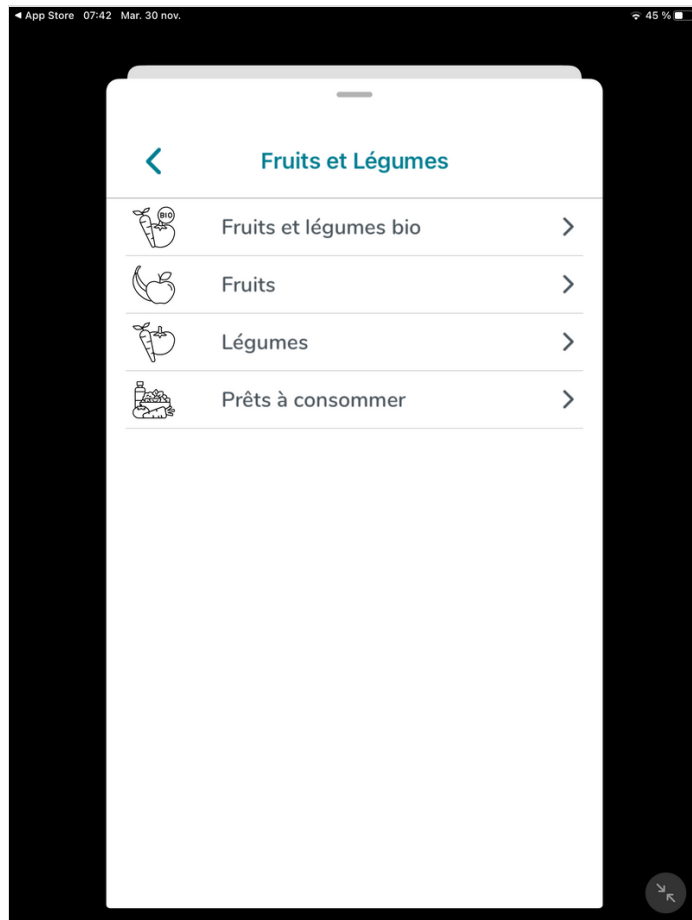 ◀ App Store 07:42 Mar. 30 nov. 45 %
Fruits et Légumes
BIO
Fruits et légumes bio
Fruits
Légumes
Prêts à consommer